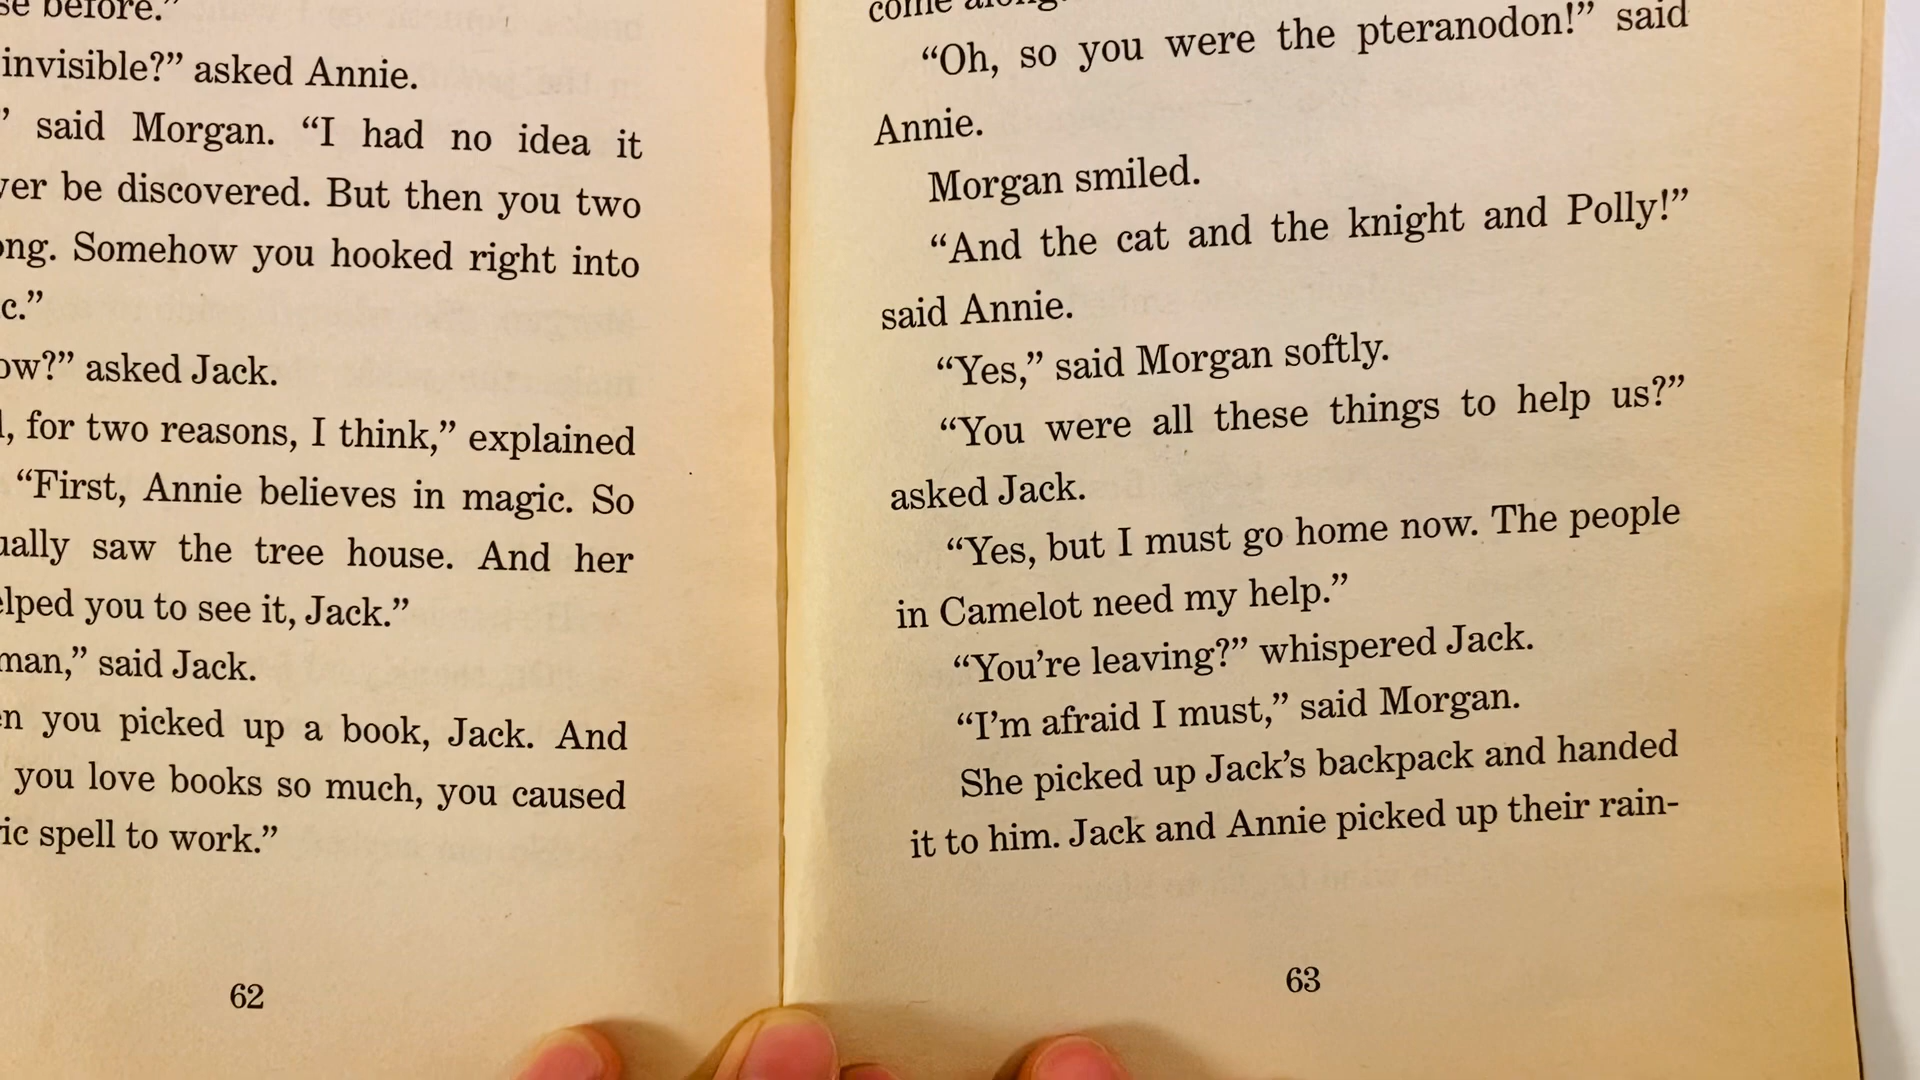 before.”
invisible?” asked Annie.
” said Morgan. “I had no idea it
be discovered. But then you two
Somehow you hooked right into
c.”
asked Jack.
for two reasons, I think,” explained
“First, Annie believes in magic. So
saw the tree house. And her
you to see it, Jack.”
said Jack.
you picked up a book, Jack. And
you love books so much, you caused
spell to work.”
62
come
“Oh, so you were the pteranodon!” said
Annie.
Morgan smiled.
“And the cat and the knight and Polly!”
said Annie.
“Yes,” said Morgan softly.
“You were all these things to help us?”
asked Jack.
“Yes, but I must go home now. The people
in Camelot need my help.”
“You’re leaving?” whispered Jack.
“I’m afraid I must,” said Morgan.
She picked up Jack’s backpack and handed
it to him. Jack and Annie picked up their rain-
63